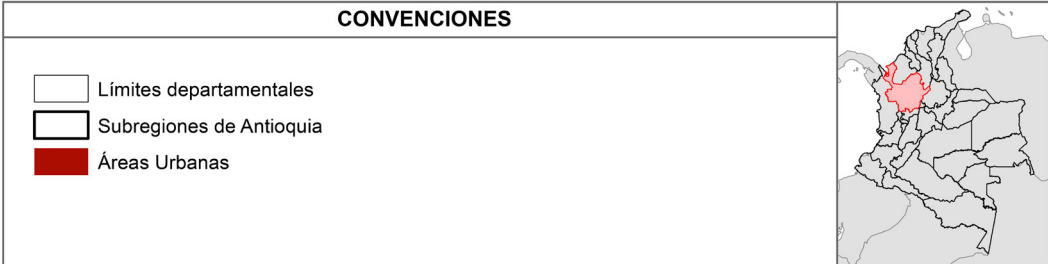 CONVENCIONES
Límites departamentales
Subregiones de Antioquia
Áreas Urbanas